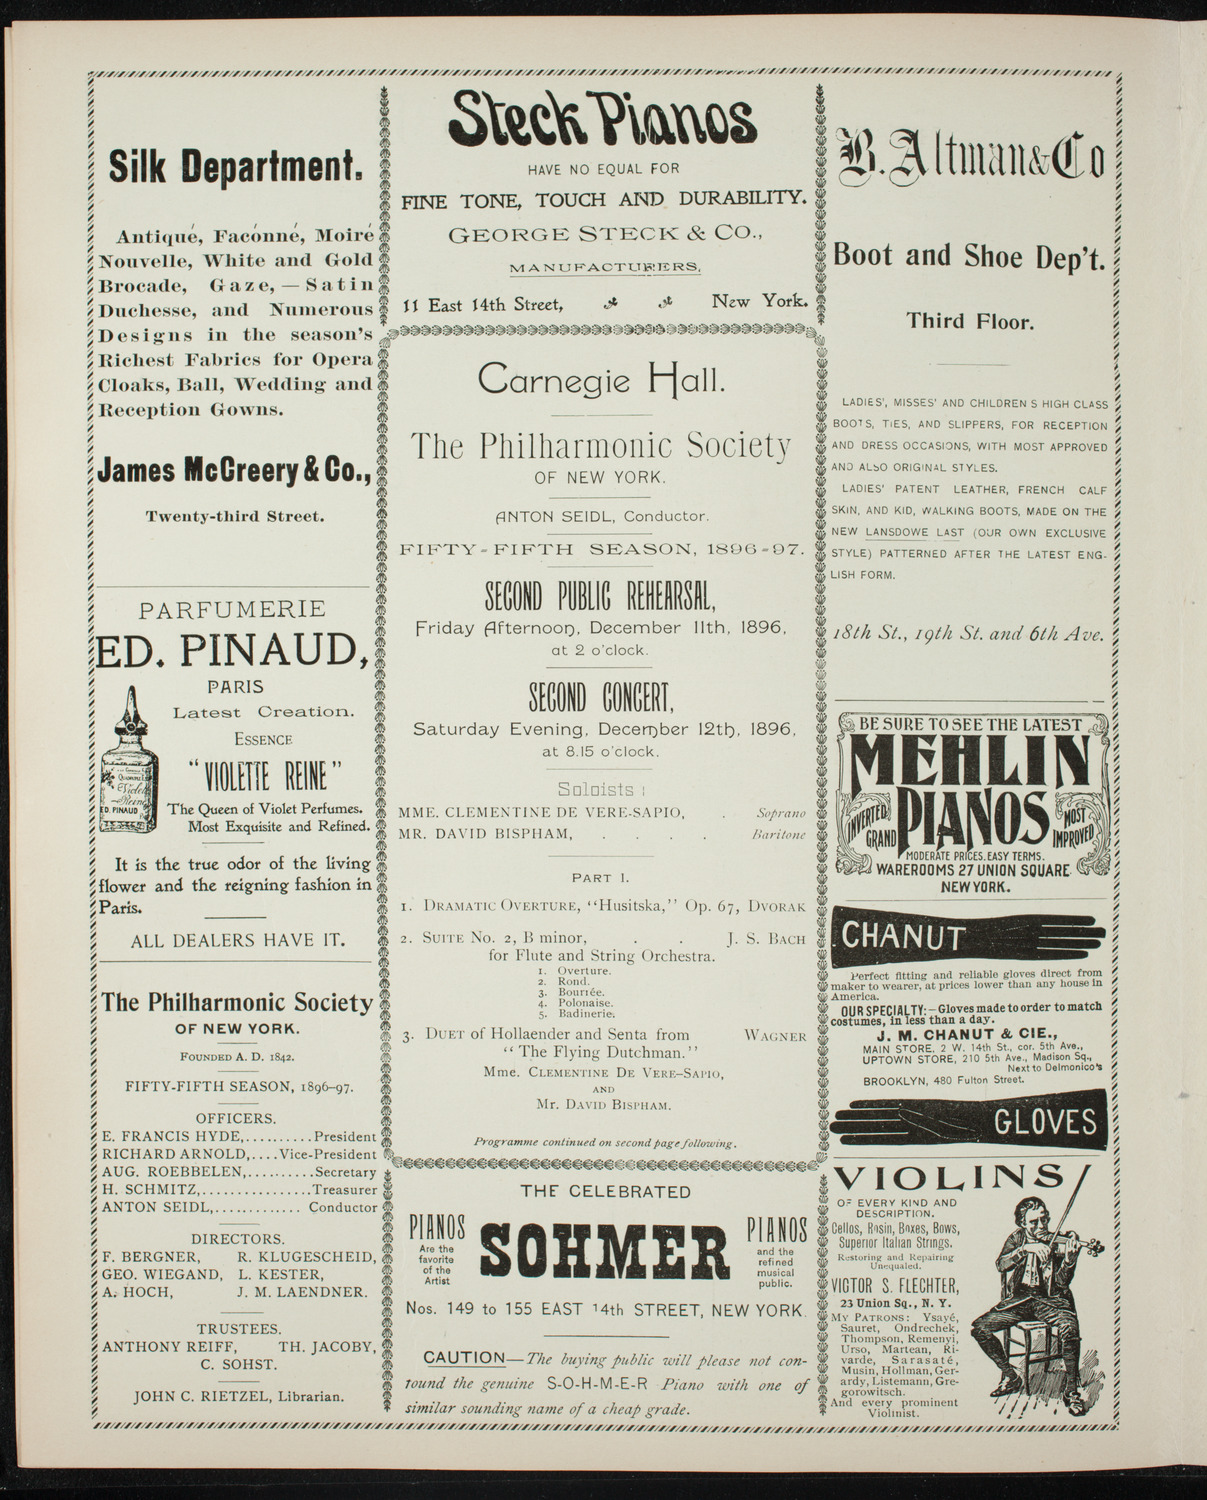 Silk Department.
Antiqué, Facónné, Moiré
Nouvelle, White and Gold
Brocade, Gaze, — Satin
Duchesse, and Numerous
Designs in the season's
Richest Fabrics for Opera
Cloaks, Ball, Wedding and
Reception Gowns.
James McCreery & Co.,
Twenty-third Street.
PARFUMERIE
ED. PINAUD,
PARIS
Latest Creation.
ESSENCE
"VIOLETTE REINE"
The Queen of Violet Perfumes.
Most Exquisite and Refined.
Violette
Reine
ED. PINAUD
It is the true odor of the living
flower and the reigning fashion in
Paris.
ALL DEALERS HAVE IT.
The Philharmonic Society
OF NEW YORK.
FOUNDED A. D. 1842.
FIFTY-FIFTH SEASON, 1896-97.
OFFICERS.
E. FRANCIS HYDE,..........President
RICHARD ARNOLD,....Vice-President
AUG. ROEBBELEN,..........Secretary
H. SCHMITZ,................Treasurer
ANTON SEIDL,............. Conductor
DIRECTORS.
F. BERGNER, R. KLUGESCHEID,
GEO. WIEGAND, L. KESTER,
A. HOCH, J. M. LAENDNER.
TRUSTEES.
ANTHONY REIFF, TH. JACOBY,
C. SOHST.
JOHN C. RIETZEL, Librarian.
Steck Pianos
HAVE NO EQUAL FOR
FINE TONE, TOUCH AND DURABILITY.
GEORGE STECK & CO.,
MANUFACTURERS,
11 East 14th Street, New York.
Carnegie Hall.
The Philharmonic Society
OF NEW YORK.
ANTON SEIDL, Conductor.
FIFTY-FIFTH SEASON, 1896-97.
SECOND PUBLIC REHEARSAL,
Friday Afternoon, December 11th, 1896,
at 2 o'clock.
SECOND CONCERT,
Saturday Evening, December 12th, 1896,
at 8.15 o'clock.
Soloists:
MME. CLEMENTINE DE VERE-SAPIO, . Soprano
MR. DAVID BISPHAM, . . . . Baritone
PART I.
1. DRAMATIC OVERTURE, "Husitska," Op. 67, DVORAK
2. SUITE No. 2, B minor, . . J. S. BACH
for Flute and String Orchestra.
1. Overture.
2. Rond.
3. Bourrée.
4. Polonaise.
5. Badinerie.
3. DUET of Hollaender and Senta from WAGNER
"The Flying Dutchman."
Mme. CLEMENTINE DE VERE-SAPIO,
AND
Mr. DAVID BISPHAM.
Programme continued on second page following.
THE CELEBRATED
PIANOS
Are the
favorite
of the
Artist
SOHMER
PIANOS
and the
refined
musical
public.
Nos. 149 to 155 EAST 14th STREET, NEW YORK.
CAUTION—The buying public will please not con-
found the genuine S-O-H-M-E-R Piano with one of
similar sounding name of a cheap grade.
B. Altman & Co
Boot and Shoe Dep't.
Third Floor.
LADIES', MISSES' AND CHILDREN S HIGH CLASS
BOOTS, TIES, AND SLIPPERS, FOR RECEPTION
AND DRESS OCCASIONS, WITH MOST APPROVED
AND ALSO ORIGINAL STYLES.
LADIES' PATENT LEATHER, FRENCH CALF
SKIN, AND KID, WALKING BOOTS, MADE ON THE
NEW LANSDOWE LAST (OUR OWN EXCLUSIVE
STYLE) PATTERNED AFTER THE LATEST ENG-
LISH FORM.
18th St., 19th St. and 6th Ave.
BE SURE TO SEE THE LATEST
MEHLIN
INVERTED
GRAND
PIANOS
MOST
IMPROVED
MODERATE PRICES. EASY TERMS.
WAREROOMS 27 UNION SQUARE
NEW YORK.
CHANUT
Perfect fitting and reliable gloves direct from
maker to wearer, at prices lower than any house in
America.
OUR SPECIALTY:—Gloves made to order to match
costumes, in less than a day.
J. M. CHANUT & CIE.,
MAIN STORE, 2 W. 14th St., cor. 5th Ave.,
UPTOWN STORE, 210 5th Ave., Madison Sq.,
Next to Delmonico's
BROOKLYN, 480 Fulton Street.
GLOVES
VIOLINS
OF EVERY KIND AND
DESCRIPTION.
Cellos, Rosin, Boxes, Bows,
Superior Italian Strings.
Restoring and Repairing
Unequaled.
VICTOR S. FLECHTER,
23 Union Sq., N. Y.
MY PATRONS: Ysayé,
Sauret, Ondrechek,
Thompson, Remenyi,
Urso, Martean, Ri-
varde, Sarasaté,
Musin, Hollman, Ger-
ardy, Listemann, Gre-
gorowitsch.
And every prominent
Violinist.